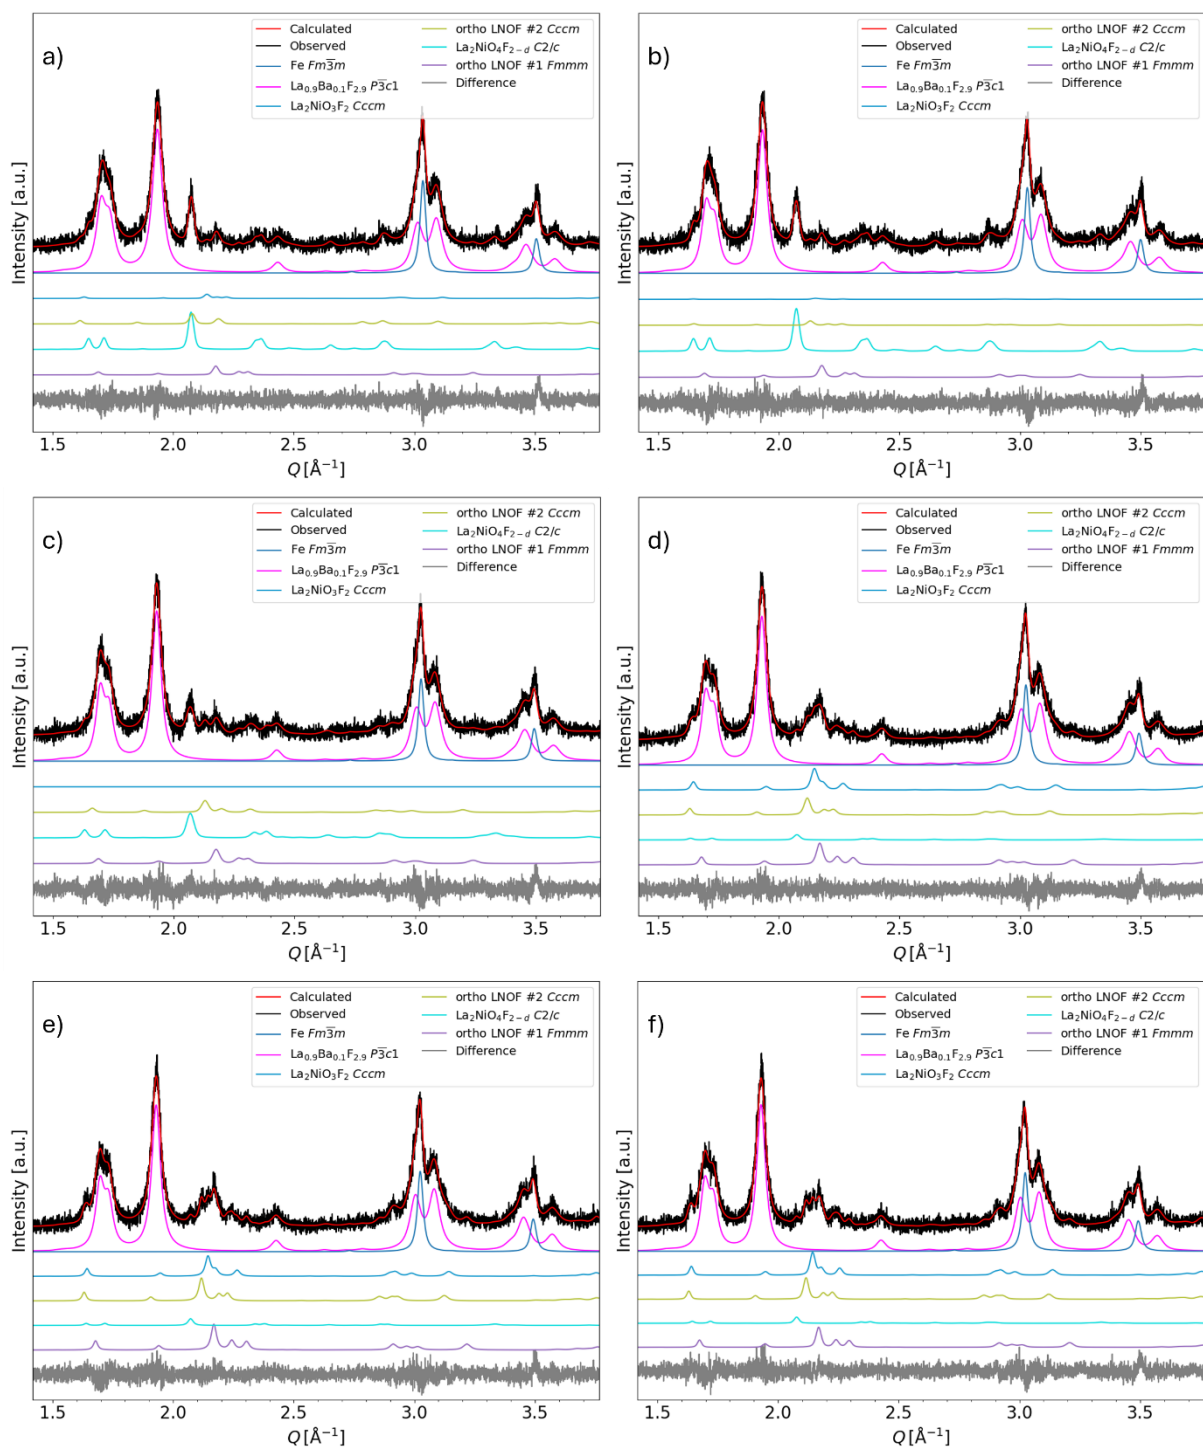 a)
Calculated
Observed
Fe Fm3̅m
La₀.₉Ba₀.₁F₂.₉ P3̅c1
La₂NiO₃F₂ Cccm
ortho LNOF #2 Cccm
La₂NiO₄F₂₋d C2/c
ortho LNOF #1 Fmmm
Difference
Intensity [a.u.]
1.5 2.0 2.5 3.0 3.5
Q [Å⁻¹]
b)
Calculated
Observed
Fe Fm3̅m
La₀.₉Ba₀.₁F₂.₉ P3̅c1
La₂NiO₃F₂ Cccm
ortho LNOF #2 Cccm
La₂NiO₄F₂₋d C2/c
ortho LNOF #1 Fmmm
Difference
Intensity [a.u.]
1.5 2.0 2.5 3.0 3.5
Q [Å⁻¹]
c)
Calculated
Observed
Fe Fm3̅m
La₀.₉Ba₀.₁F₂.₉ P3̅c1
La₂NiO₃F₂ Cccm
ortho LNOF #2 Cccm
La₂NiO₄F₂₋d C2/c
ortho LNOF #1 Fmmm
Difference
Intensity [a.u.]
1.5 2.0 2.5 3.0 3.5
Q [Å⁻¹]
d)
Calculated
Observed
Fe Fm3̅m
La₀.₉Ba₀.₁F₂.₉ P3̅c1
La₂NiO₃F₂ Cccm
ortho LNOF #2 Cccm
La₂NiO₄F₂₋d C2/c
ortho LNOF #1 Fmmm
Difference
Intensity [a.u.]
1.5 2.0 2.5 3.0 3.5
Q [Å⁻¹]
e)
Calculated
Observed
Fe Fm3̅m
La₀.₉Ba₀.₁F₂.₉ P3̅c1
La₂NiO₃F₂ Cccm
ortho LNOF #2 Cccm
La₂NiO₄F₂₋d C2/c
ortho LNOF #1 Fmmm
Difference
Intensity [a.u.]
1.5 2.0 2.5 3.0 3.5
Q [Å⁻¹]
f)
Calculated
Observed
Fe Fm3̅m
La₀.₉Ba₀.₁F₂.₉ P3̅c1
La₂NiO₃F₂ Cccm
ortho LNOF #2 Cccm
La₂NiO₄F₂₋d C2/c
ortho LNOF #1 Fmmm
Difference
Intensity [a.u.]
1.5 2.0 2.5 3.0 3.5
Q [Å⁻¹]